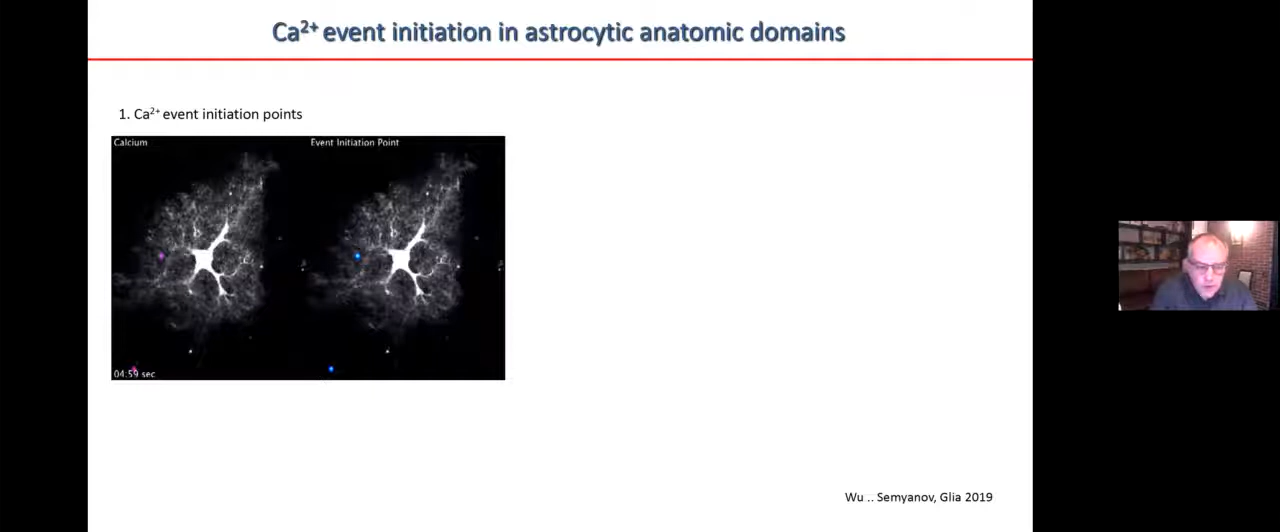 Ca²⁺ event initiation in astrocytic anatomic domains
1. Ca²⁺ event initiation points
Calcium
Event Initiation Point
04:59 sec
Wu .. Semyanov, Glia 2019